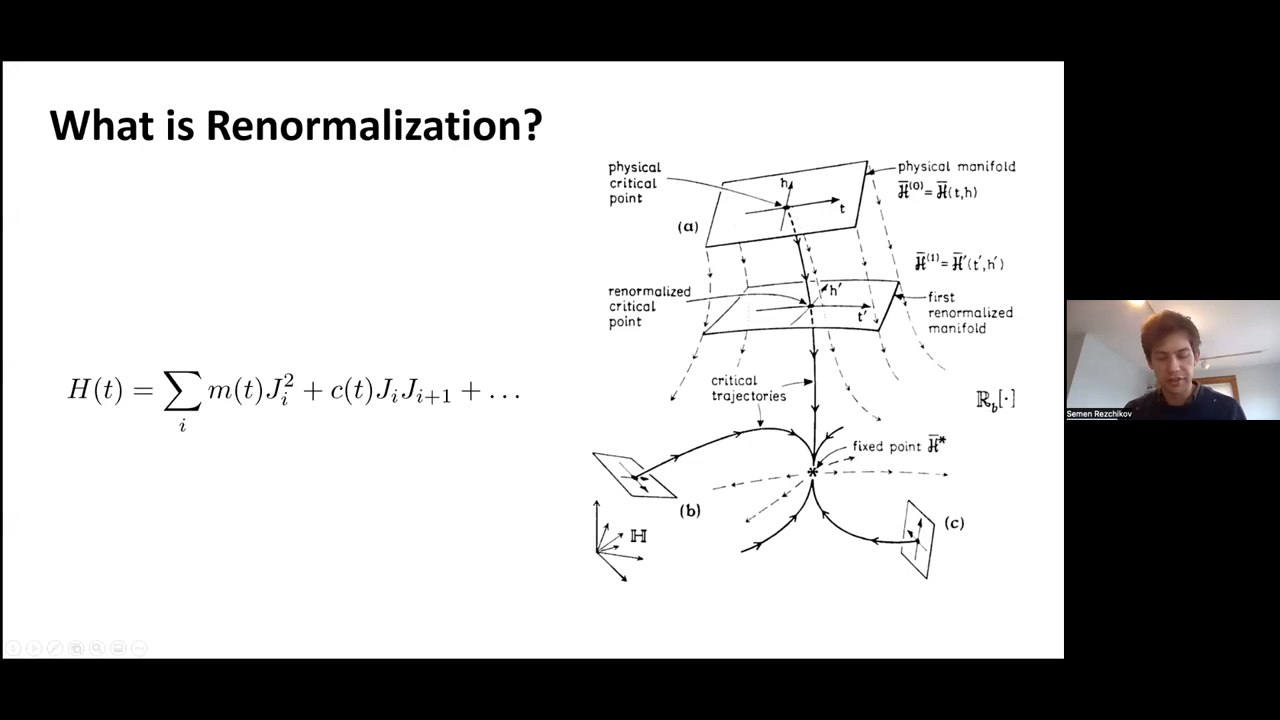 What is Renormalization?
H(t) = ∑_i m(t)J_i^2 + c(t)J_iJ_{i+1} + …
physical
critical
point
physical manifold
H̄^(0) = H̄(t,h)
h
t
(a)
H̄^(1) = H̄′(t′,h′)
renormalized
critical
point
h′
t′
first
renormalized
manifold
critical
trajectories
ℝ_b[·]
fixed point H̄*
*
(b)
(c)
ℍ
Semen Rezchikov